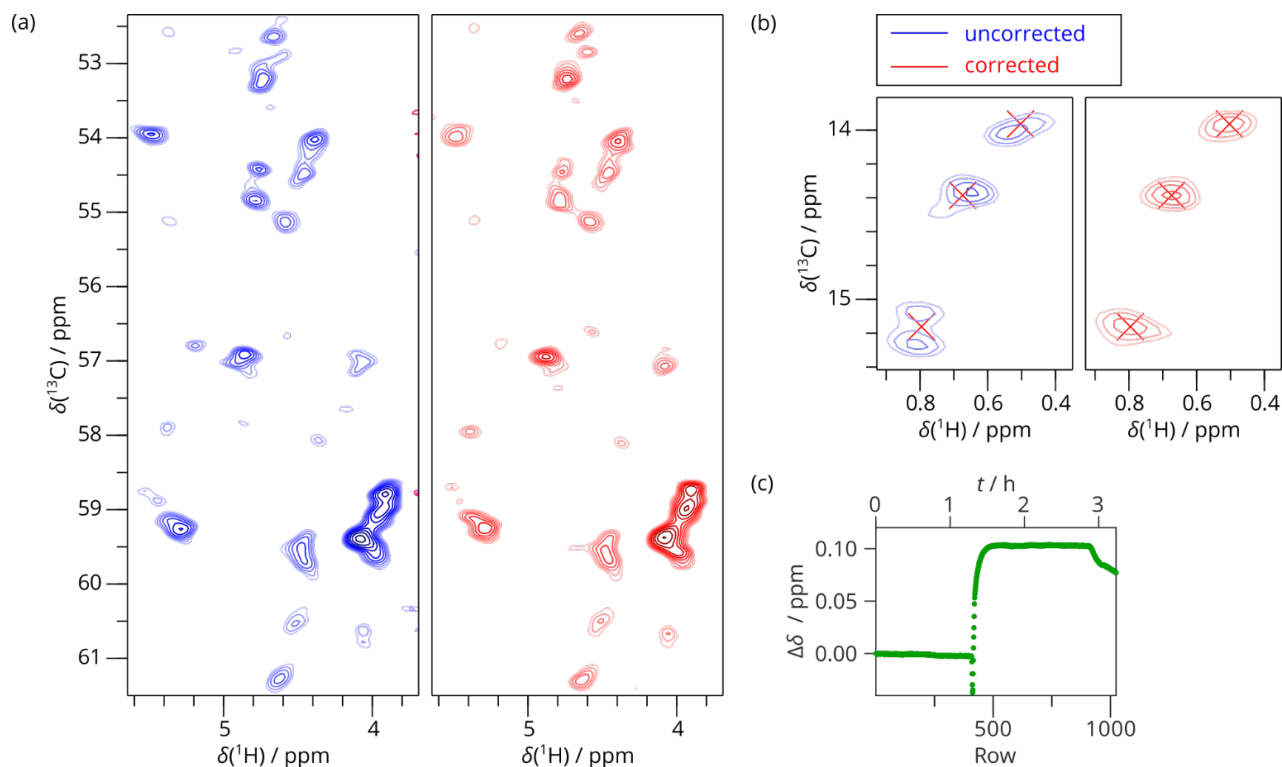 (a)
53
54
55
56
57
58
59
60
61
δ(¹³C) / ppm
5
4
δ(¹H) / ppm
5
4
δ(¹H) / ppm
(b)
uncorrected
corrected
14
15
δ(¹³C) / ppm
0.8
0.6
0.4
δ(¹H) / ppm
0.8
0.6
0.4
δ(¹H) / ppm
(c)
t / h
0
1
2
3
0.10
0.05
0.00
Δδ / ppm
500
1000
Row